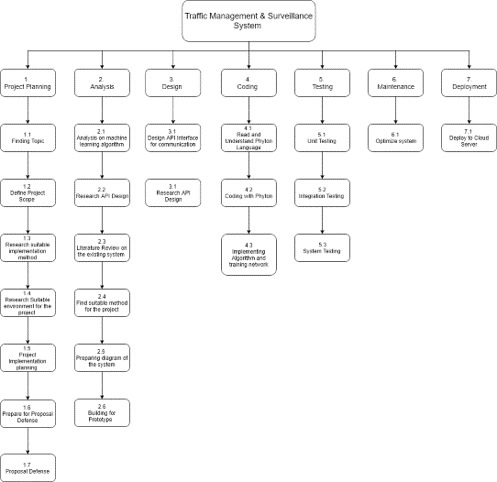 Traffic Management & Surveillance
System
1
Project Planning
2.
Analysis
3.
Design
4.
Coding
5.
Testing
6.
Maintenance
7.
Deployment
1.1
Finding Topic
2.1
Analysis on machine
learning algorithm
3.1
Design API Interface
for communication
4.1
Read and
Understand Phyton
Language
5.1
Unit Testing
6.1
Optimize system
7.1
Deploy to Cloud
Server
1.2
Define Project
Scope
2.2
Research API Design
3.1
Research API
Design
4.2
Coding with Phyton
5.2
Integration Testing
1.3
Research suitable
implementation
method
2.3
Literature Review on
the existing system
4.3
Implementing
Algorithm and
training network
5.3
System Testing
1.4
Research Suitable
environment for the
project
2.4
Find suitable method
for the project
1.5
Project
Implementation
planning
2.5
Preparing diagram of
the system
1.6
Prepare for Proposal
Defense
2.6
Building for
Prototype
1.7
Proposal Defense